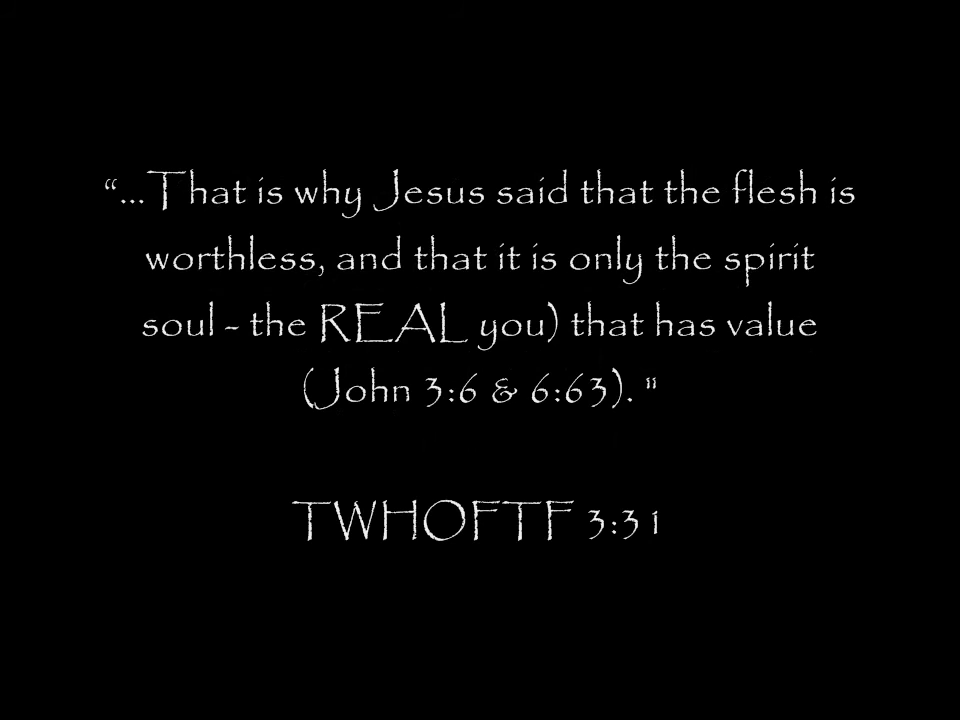 “...That is why Jesus said that the flesh is
worthless, and that it is only the spirit
soul - the REAL you) that has value
(John 3:6 & 6:63). "
TWHOFTF 3:31